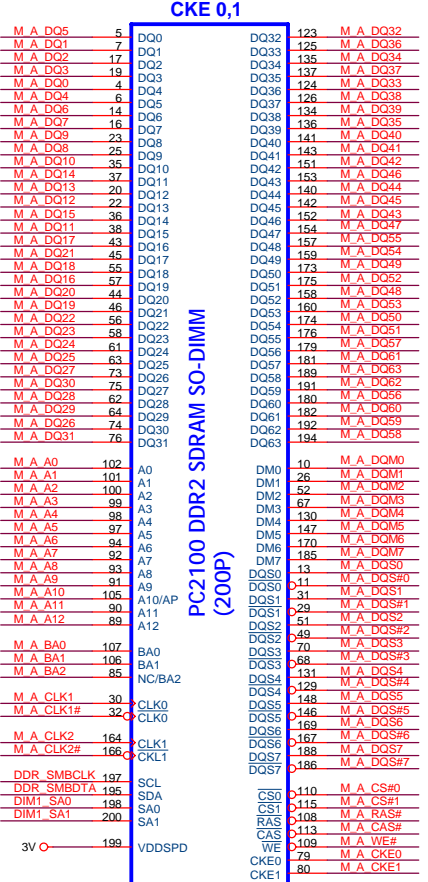 CKE 0,1
M_A_DQ5 5 DQ0
M_A_DQ1 7 DQ1
M_A_DQ2 17 DQ2
M_A_DQ3 19 DQ3
M_A_DQ0 4 DQ4
M_A_DQ4 6 DQ5
M_A_DQ6 14 DQ6
M_A_DQ7 16 DQ7
M_A_DQ9 23 DQ8
M_A_DQ8 25 DQ9
M_A_DQ10 35 DQ10
M_A_DQ14 37 DQ11
M_A_DQ13 20 DQ12
M_A_DQ12 22 DQ13
M_A_DQ15 36 DQ14
M_A_DQ11 38 DQ15
M_A_DQ17 43 DQ16
M_A_DQ21 45 DQ17
M_A_DQ18 55 DQ18
M_A_DQ16 57 DQ19
M_A_DQ20 44 DQ20
M_A_DQ19 46 DQ21
M_A_DQ22 56 DQ22
M_A_DQ23 58 DQ23
M_A_DQ24 61 DQ24
M_A_DQ25 63 DQ25
M_A_DQ27 73 DQ26
M_A_DQ30 75 DQ27
M_A_DQ28 62 DQ28
M_A_DQ29 64 DQ29
M_A_DQ26 74 DQ30
M_A_DQ31 76 DQ31
M_A_A0 102 A0
M_A_A1 101 A1
M_A_A2 100 A2
M_A_A3 99 A3
M_A_A4 98 A4
M_A_A5 97 A5
M_A_A6 94 A6
M_A_A7 92 A7
M_A_A8 93 A8
M_A_A9 91 A9
M_A_A10 105 A10/AP
M_A_A11 90 A11
M_A_A12 89 A12
M_A_BA0 107 BA0
M_A_BA1 106 BA1
M_A_BA2 85 NC/BA2
M_A_CLK1 30 CLK0
M_A_CLK1# 32 CLK0
M_A_CLK2 164 CLK1
M_A_CLK2# 166 CKL1
DDR_SMBCLK 197 SCL
DDR_SMBDTA 195 SDA
DIM1_SA0 198 SA0
DIM1_SA1 200 SA1
3V 199 VDDSPD
PC2100 DDR2 SDRAM SO-DIMM
(200P)
DQ32 123 M_A_DQ32
DQ33 125 M_A_DQ36
DQ34 135 M_A_DQ34
DQ35 137 M_A_DQ37
DQ36 124 M_A_DQ33
DQ37 126 M_A_DQ38
DQ38 134 M_A_DQ39
DQ39 136 M_A_DQ35
DQ40 141 M_A_DQ40
DQ41 143 M_A_DQ41
DQ42 151 M_A_DQ42
DQ43 153 M_A_DQ46
DQ44 140 M_A_DQ44
DQ45 142 M_A_DQ45
DQ46 152 M_A_DQ43
DQ47 154 M_A_DQ47
DQ48 157 M_A_DQ55
DQ49 159 M_A_DQ54
DQ50 173 M_A_DQ49
DQ51 175 M_A_DQ52
DQ52 158 M_A_DQ48
DQ53 160 M_A_DQ53
DQ54 174 M_A_DQ50
DQ55 176 M_A_DQ51
DQ56 179 M_A_DQ57
DQ57 181 M_A_DQ61
DQ58 189 M_A_DQ63
DQ59 191 M_A_DQ62
DQ60 180 M_A_DQ56
DQ61 182 M_A_DQ60
DQ62 192 M_A_DQ59
DQ63 194 M_A_DQ58
DM0 10 M_A_DQM0
DM1 26 M_A_DQM1
DM2 52 M_A_DQM2
DM3 67 M_A_DQM3
DM4 130 M_A_DQM4
DM5 147 M_A_DQM5
DM6 170 M_A_DQM6
DM7 185 M_A_DQM7
DQS0 13 M_A_DQS0
DQS0 11 M_A_DQS#0
DQS1 31 M_A_DQS1
DQS1 29 M_A_DQS#1
DQS2 51 M_A_DQS2
DQS2 49 M_A_DQS#2
DQS3 70 M_A_DQS3
DQS3 68 M_A_DQS#3
DQS4 131 M_A_DQS4
DQS4 129 M_A_DQS#4
DQS5 148 M_A_DQS5
DQS5 146 M_A_DQS#5
DQS6 169 M_A_DQS6
DQS6 167 M_A_DQS#6
DQS7 188 M_A_DQS7
DQS7 186 M_A_DQS#7
CS0 110 M_A_CS#0
CS1 115 M_A_CS#1
RAS 108 M_A_RAS#
CAS 113 M_A_CAS#
WE 109 M_A_WE#
CKE0 79 M_A_CKE0
CKE1 80 M_A_CKE1